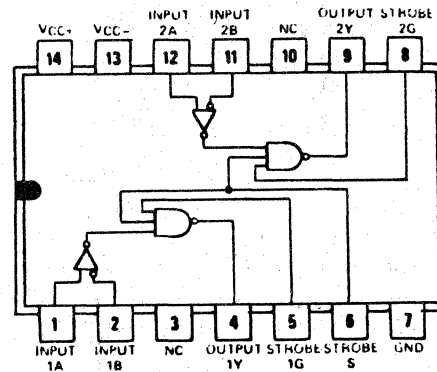 INPUT INPUT OUTPUT STROBE
VCC+ VCC- 2A 2B NC 2Y 2G
14 13 12 11 10 9 8
1 2 3 4 5 6 7
INPUT INPUT NC OUTPUT STROBE STROBE GND
1A 1B 1Y 1G S